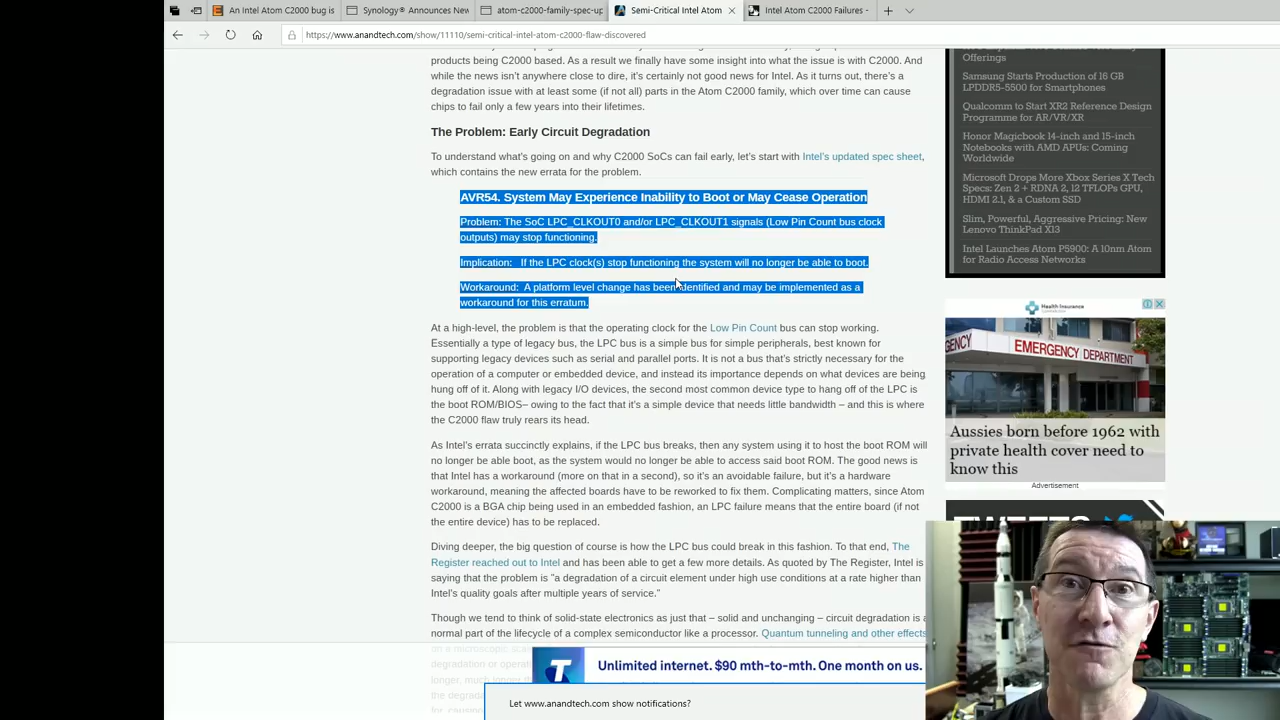 An Intel Atom C2000 bug is
Synology® Announces New
atom-c2000-family-spec-up
Semi-Critical Intel Atom
Intel Atom C2000 Failures -
https://www.anandtech.com/show/11110/semi-critical-intel-atom-c2000-flaw-discovered
products being C2000 based. As a result we finally have some insight into what the issue is with C2000. And
while the news isn't anywhere close to dire, it's certainly not good news for Intel. As it turns out, there's a
degradation issue with at least some (if not all) parts in the Atom C2000 family, which over time can cause
chips to fail only a few years into their lifetimes.
The Problem: Early Circuit Degradation
To understand what's going on and why C2000 SoCs can fail early, let's start with Intel's updated spec sheet,
which contains the new errata for the problem.
AVR54. System May Experience Inability to Boot or May Cease Operation
Problem: The SoC LPC_CLKOUT0 and/or LPC_CLKOUT1 signals (Low Pin Count bus clock
outputs) may stop functioning.
Implication: If the LPC clock(s) stop functioning the system will no longer be able to boot.
Workaround: A platform level change has been identified and may be implemented as a
workaround for this erratum.
At a high-level, the problem is that the operating clock for the Low Pin Count bus can stop working.
Essentially a type of legacy bus, the LPC bus is a simple bus for simple peripherals, best known for
supporting legacy devices such as serial and parallel ports. It is not a bus that's strictly necessary for the
operation of a computer or embedded device, and instead its importance depends on what devices are being
hung off of it. Along with legacy I/O devices, the second most common device type to hang off of the LPC is
the boot ROM/BIOS– owing to the fact that it's a simple device that needs little bandwidth – and this is where
the C2000 flaw truly rears its head.
As Intel's errata succinctly explains, if the LPC bus breaks, then any system using it to host the boot ROM will
no longer be able boot, as the system would no longer be able to access said boot ROM. The good news is
that Intel has a workaround (more on that in a second), so it's an avoidable failure, but it's a hardware
workaround, meaning the affected boards have to be reworked to fix them. Complicating matters, since Atom
C2000 is a BGA chip being used in an embedded fashion, an LPC failure means that the entire board (if not
the entire device) has to be replaced.
Diving deeper, the big question of course is how the LPC bus could break in this fashion. To that end, The
Register reached out to Intel and has been able to get a few more details. As quoted by The Register, Intel is
saying that the problem is "a degradation of a circuit element under high use conditions at a rate higher than
Intel's quality goals after multiple years of service."
Though we tend to think of solid-state electronics as just that – solid and unchanging – circuit degradation is a
normal part of the lifecycle of a complex semiconductor like a processor. Quantum tunneling and other effects
Unlimited internet. $90 mth-to-mth. One month on us.
Let www.anandtech.com show notifications?
Offerings
Samsung Starts Production of 16 GB
LPDDR5-5500 for Smartphones
Qualcomm to Start XR2 Reference Design
Programme for AR/VR/XR
Honor Magicbook 14-inch and 15-inch
Notebooks with AMD APUs: Coming
Worldwide
Microsoft Drops More Xbox Series X Tech
Specs: Zen 2 + RDNA 2, 12 TFLOPs GPU,
HDMI 2.1, & a Custom SSD
Slim, Powerful, Aggressive Pricing: New
Lenovo ThinkPad X13
Intel Launches Atom P5900: A 10nm Atom
for Radio Access Networks
Health Insurance
EMERGENCY DEPARTMENT
Aussies born before 1962 with
private health cover need to
know this
Advertisement
TWEETS